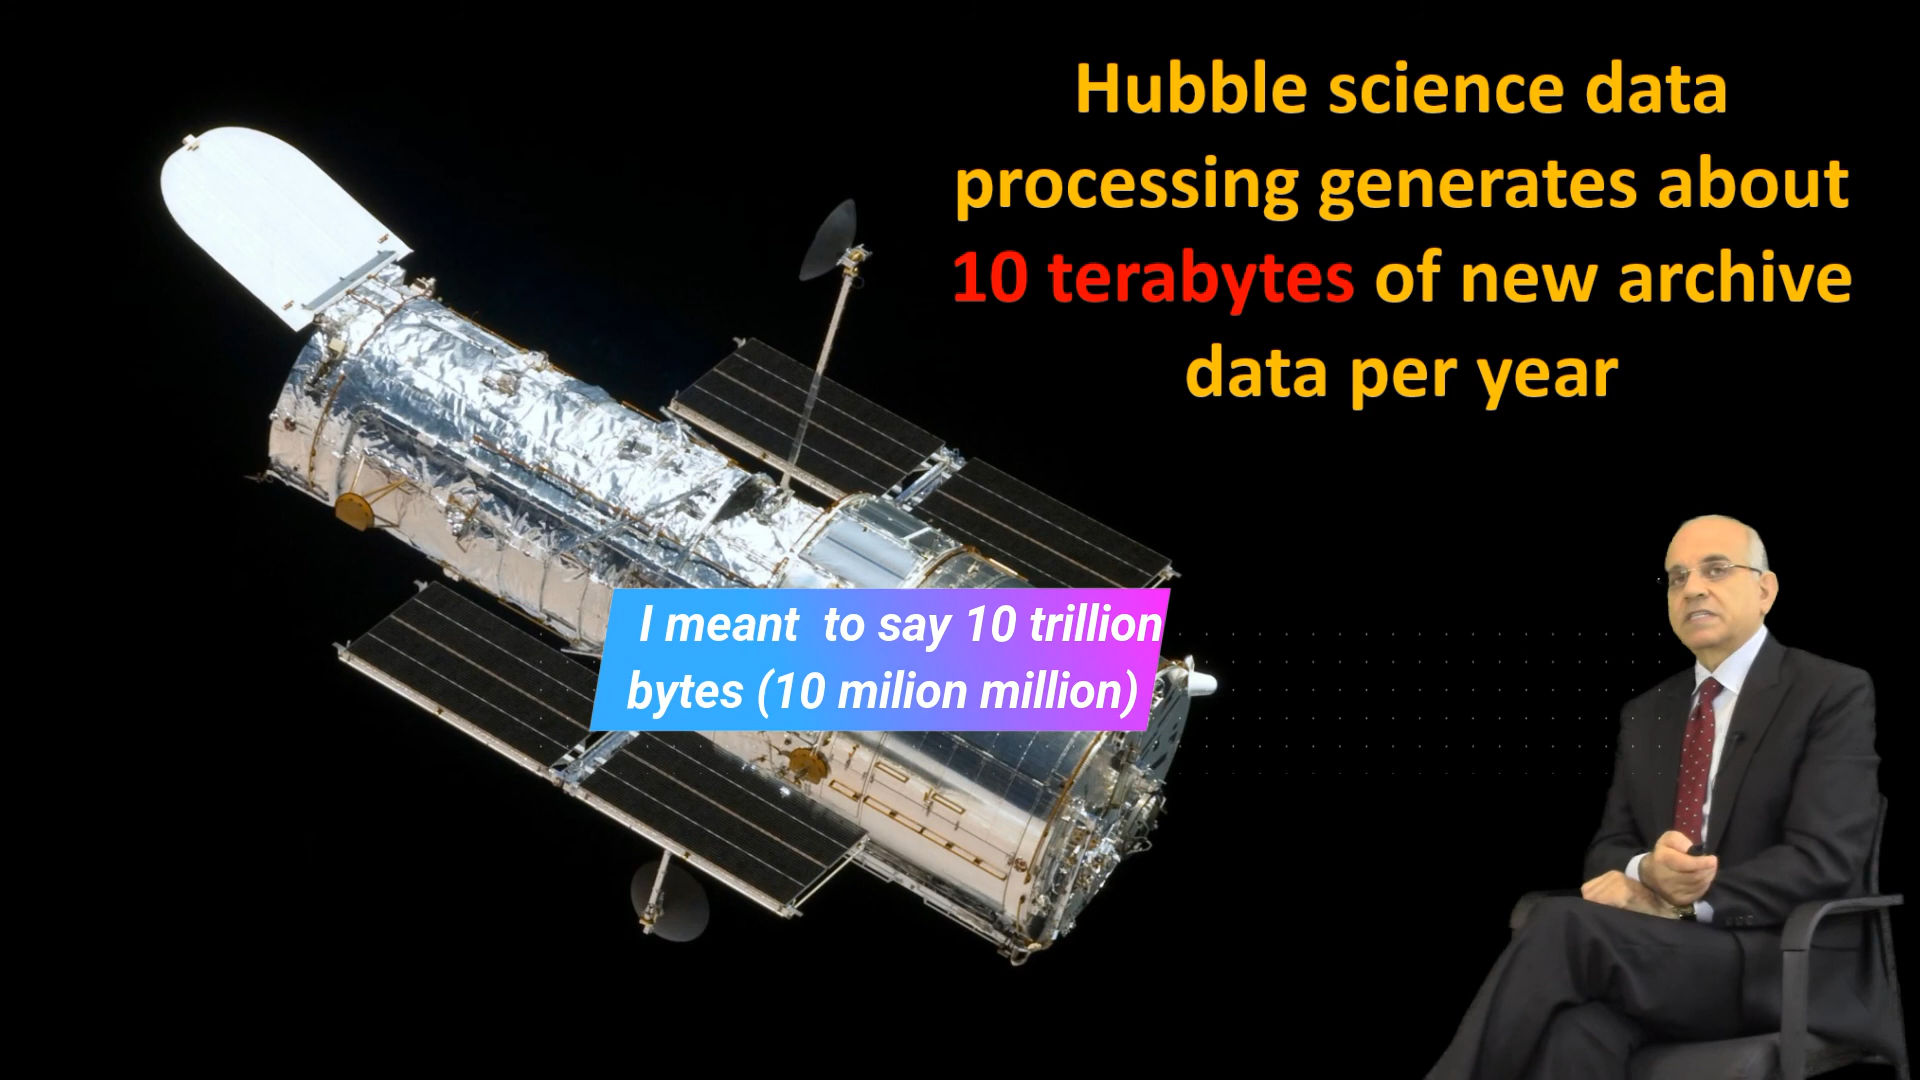 Hubble science data
processing generates about
10 terabytes of new archive
data per year
I meant  to say 10 trillion
bytes (10 milion million)